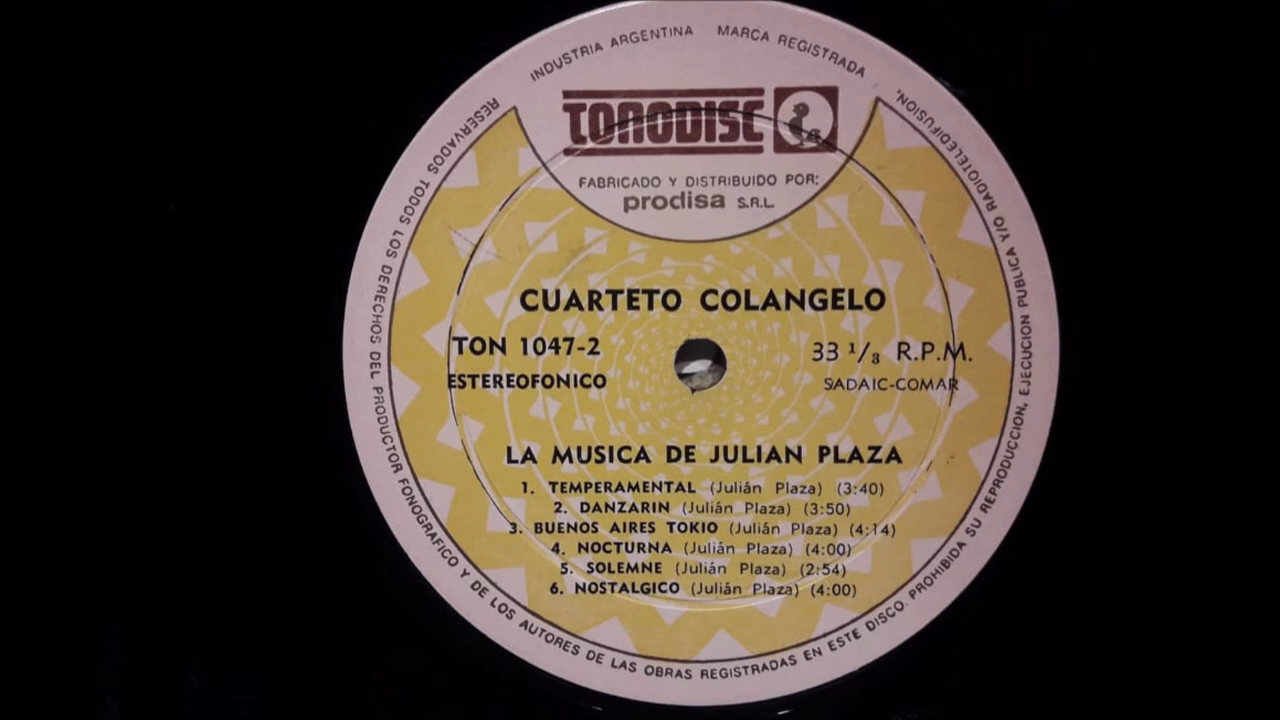 INDUSTRIA ARGENTINA MARCA REGISTRADA
TONODISC
FABRICADO Y DISTRIBUIDO POR:
prodisa S.R.L.
CUARTETO COLANGELO
TON 1047-2
33 1/3 R.P.M.
ESTEREOFONICO
SADAIC-COMAR
LA MUSICA DE JULIAN PLAZA
1. TEMPERAMENTAL (Julián Plaza) (3:40)
2. DANZARIN (Julián Plaza) (3:50)
3. BUENOS AIRES TOKIO (Julián Plaza) (4:14)
4. NOCTURNA (Julián Plaza) (4:00)
5. SOLEMNE (Julián Plaza) (2:54)
6. NOSTALGICO (Julián Plaza) (4:00)
RESERVADOS TODOS LOS DERECHOS DEL PRODUCTOR FONOGRAFICO Y DE LOS AUTORES DE LAS OBRAS REGISTRADAS EN ESTE DISCO. PROHIBIDA SU REPRODUCCION, EJECUCION PUBLICA Y/O RADIOTELEDIFUSION.